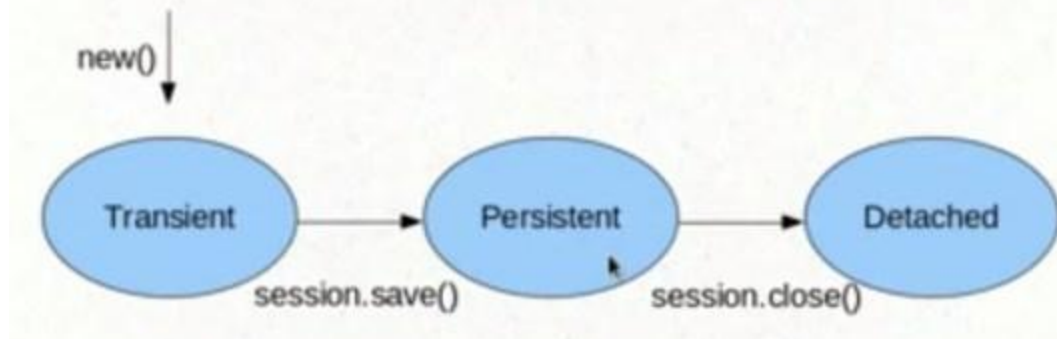 new()
Transient
Persistent
Detached
session.save()
session.close()